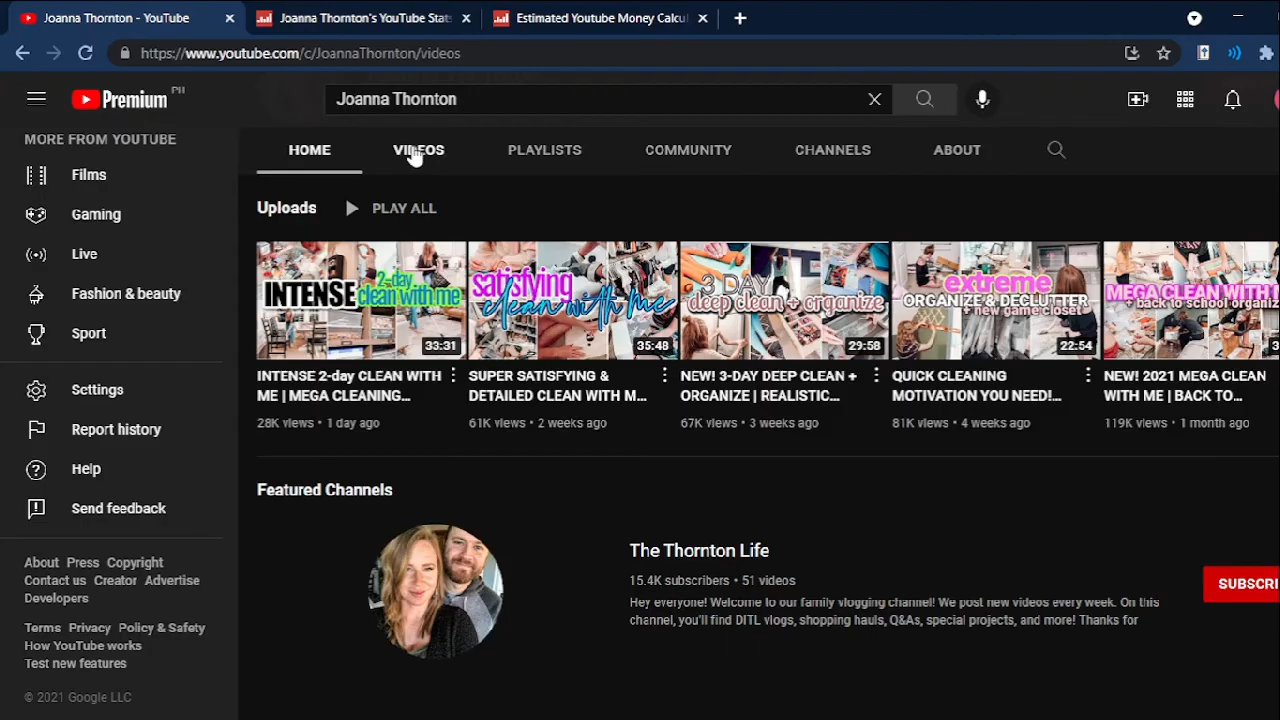 Joanna Thornton - YouTube
Joanna Thornton's YouTube Stats
Estimated Youtube Money Calcul
https://www.youtube.com/c/JoannaThornton/videos
Premium PH
Joanna Thornton
MORE FROM YOUTUBE
Films
Gaming
Live
Fashion & beauty
Sport
Settings
Report history
Help
Send feedback
About Press Copyright
Contact us Creator Advertise
Developers
Terms Privacy Policy & Safety
How YouTube works
Test new features
© 2021 Google LLC
HOME VIDEOS PLAYLISTS COMMUNITY CHANNELS ABOUT
Uploads PLAY ALL
INTENSE 2-day clean with me
33:31
INTENSE 2-day CLEAN WITH
ME | MEGA CLEANING...
28K views • 1 day ago
satisfying
clean with me
35:48
SUPER SATISFYING &
DETAILED CLEAN WITH M...
61K views • 2 weeks ago
3 DAY
deep clean + organize
29:58
NEW! 3-DAY DEEP CLEAN +
ORGANIZE | REALISTIC...
67K views • 3 weeks ago
extreme
ORGANIZE & DECLUTTER
+ new game closet
22:54
QUICK CLEANING
MOTIVATION YOU NEED!...
81K views • 4 weeks ago
MEGA CLEAN WITH M
+ back to school organiz
3
NEW! 2021 MEGA CLEAN
WITH ME | BACK TO...
119K views • 1 month ago
Featured Channels
The Thornton Life
15.4K subscribers • 51 videos
Hey everyone! Welcome to our family vlogging channel! We post new videos every week. On this
channel, you'll find DITL vlogs, shopping hauls, Q&As, special projects, and more! Thanks for
SUBSCRI